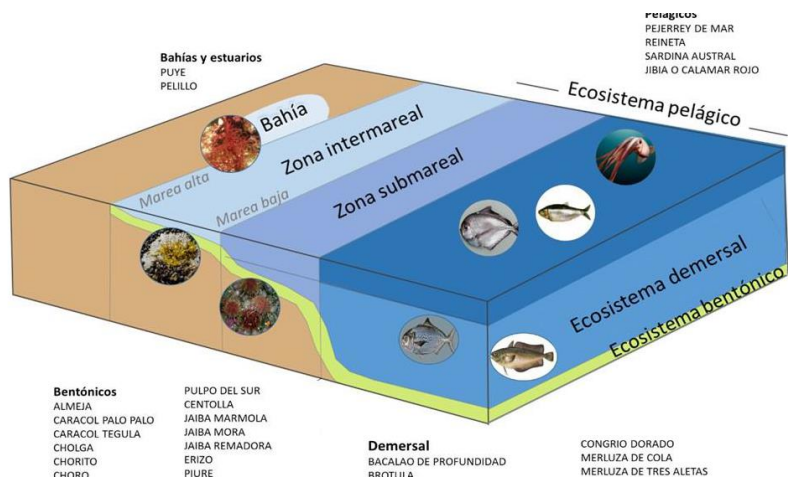 Pelágicos
PEJERREY DE MAR
REINETA
SARDINA AUSTRAL
JIBIA O CALAMAR ROJO
Bahías y estuarios
PUYE
PELILLO
Ecosistema pelágico
Bahía
Zona intermareal
Marea alta
Marea baja
Zona submareal
Ecosistema demersal
Ecosistema bentónico
Bentónicos
ALMEJA
CARACOL PALO PALO
CARACOL TEGULA
CHOLGA
CHORITO
CHORO
PULPO DEL SUR
CENTOLLA
JAIBA MARMOLA
JAIBA MORA
JAIBA REMADORA
ERIZO
PIURE
Demersal
BACALAO DE PROFUNDIDAD
BROTULA
CONGRIO DORADO
MERLUZA DE COLA
MERLUZA DE TRES ALETAS